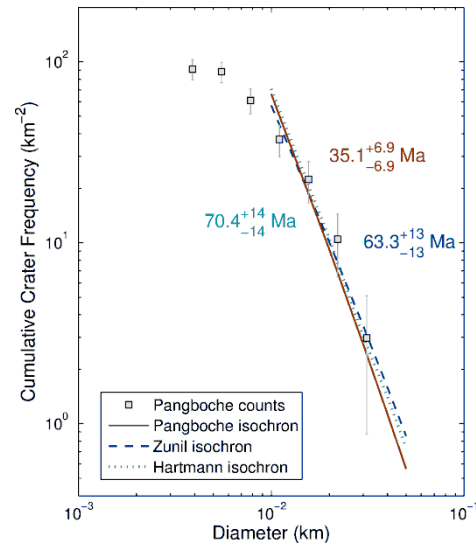 Cumulative Crater Frequency (km⁻²)
10²
10¹
10⁰
35.1 +6.9 −6.9 Ma
70.4 +14 −14 Ma
63.3 +13 −13 Ma
Pangboche counts
Pangboche isochron
Zunil isochron
Hartmann isochron
10⁻³ 10⁻² 10⁻¹
Diameter (km)